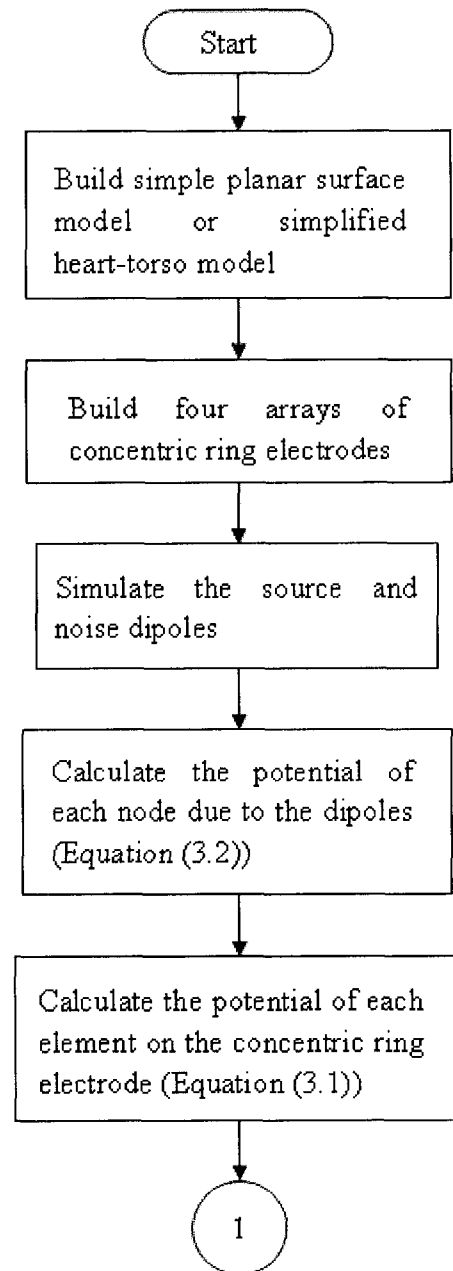 Start
Build simple planar surface
model or simplified
heart-torso model
Build four arrays of
concentric ring electrodes
Simulate the source and
noise dipoles
Calculate the potential of
each node due to the dipoles
(Equation (3.2))
Calculate the potential of each
element on the concentric ring
electrode (Equation (3.1))
1